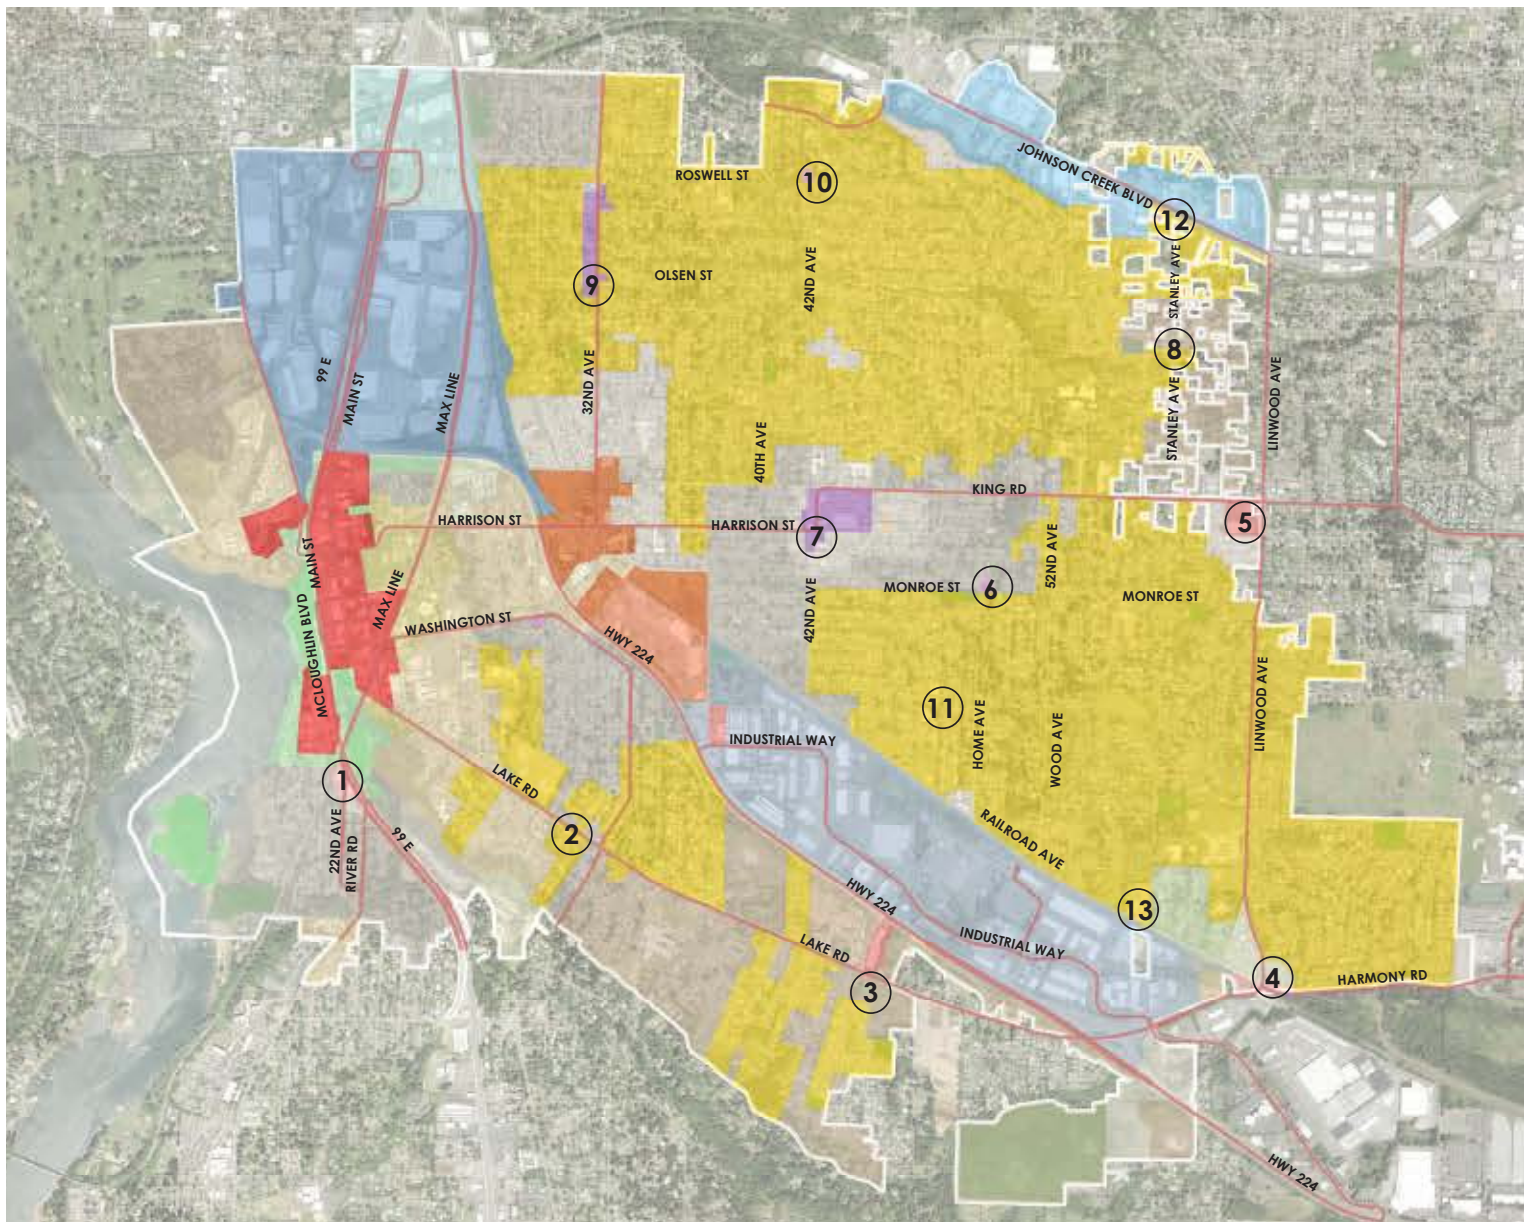 ROSWELL ST
10
JOHNSON CREEK BLVD
12
OLSEN ST
42ND AVE
STANLEY AVE
9
8
99 E
MAIN ST
MAX LINE
32ND AVE
STANLEY AVE
LINWOOD AVE
40TH AVE
KING RD
HARRISON ST
HARRISON ST
5
7
MAIN ST
52ND AVE
MAX LINE
MONROE ST
6
MONROE ST
42ND AVE
MCLOUGHLIN BLVD
WASHINGTON ST
HWY 224
11
HOME AVE
WOOD AVE
LINWOOD AVE
INDUSTRIAL WAY
1
LAKE RD
2
RAILROAD AVE
22ND AVE
RIVER RD
99 E
HWY 224
13
LAKE RD
INDUSTRIAL WAY
3
4
HARMONY RD
HWY 224